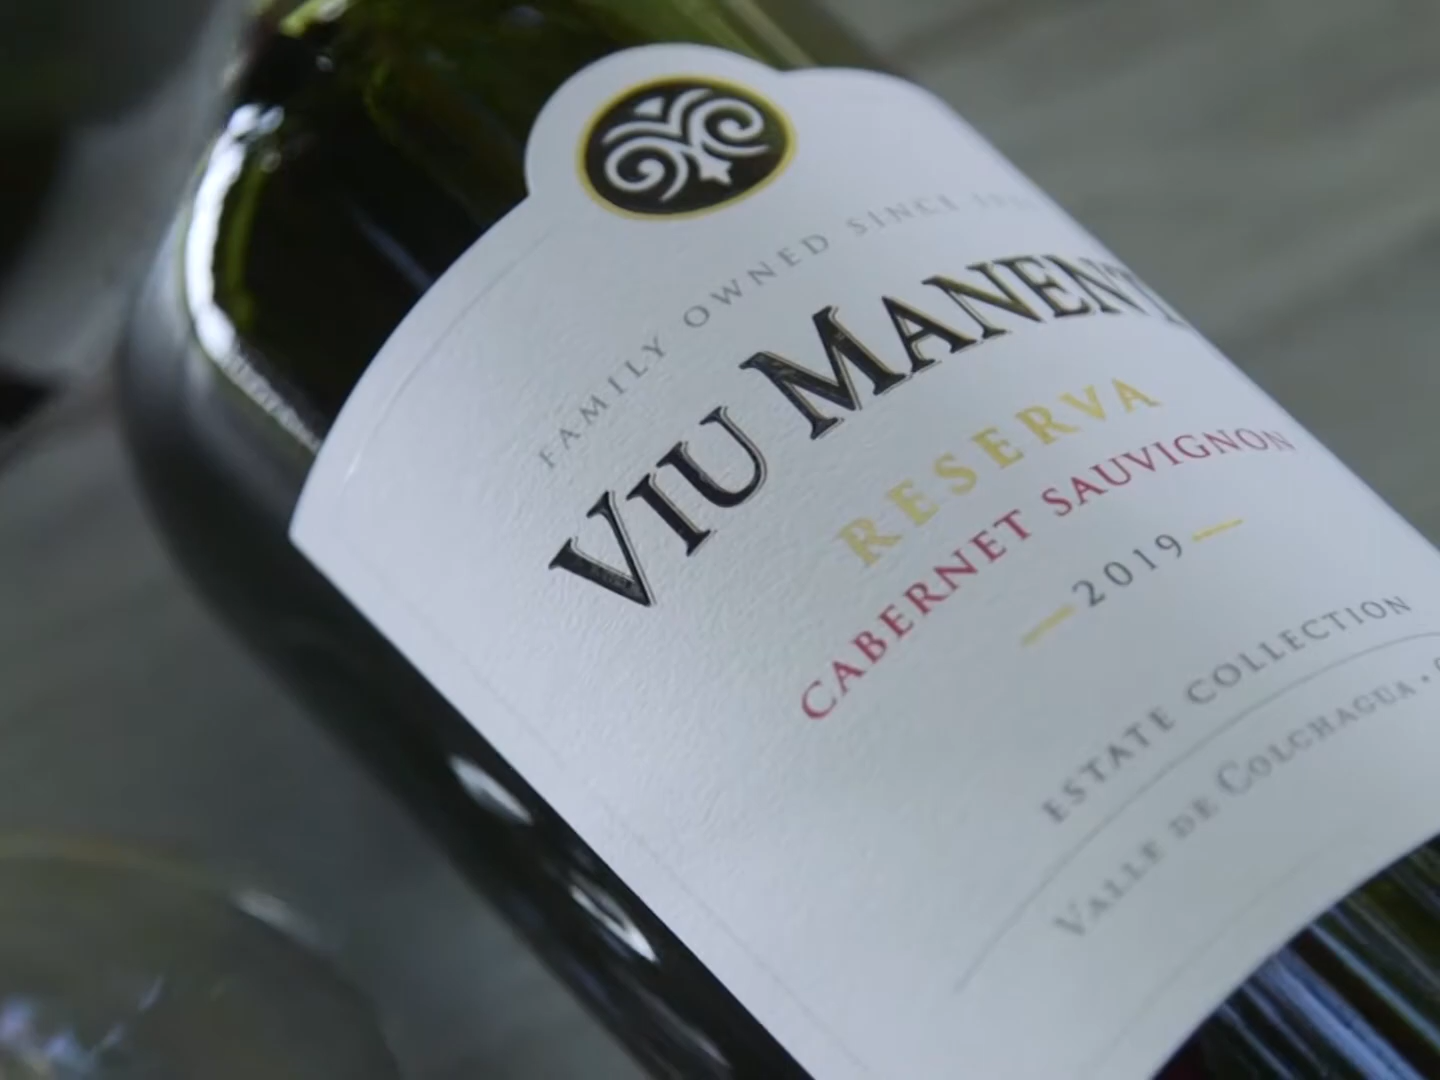 FAMILY OWNED SINCE
VIU MANENT
RESERVA
CABERNET SAUVIGNON
2019
ESTATE COLLECTION
VALLE DE COLCHAGUA •